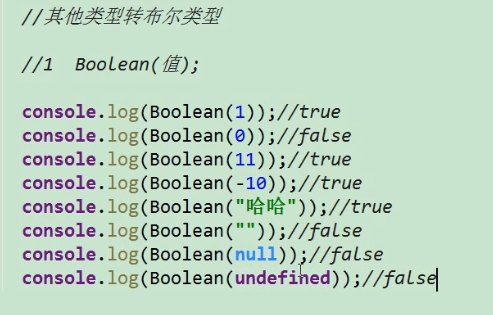 //其他类型转布尔类型
//1  Boolean(值);
console.log(Boolean(1));//true
console.log(Boolean(0));//false
console.log(Boolean(11));//true
console.log(Boolean(-10));//true
console.log(Boolean("哈哈"));//true
console.log(Boolean(""));//false
console.log(Boolean(null));//false
console.log(Boolean(undefined));//false